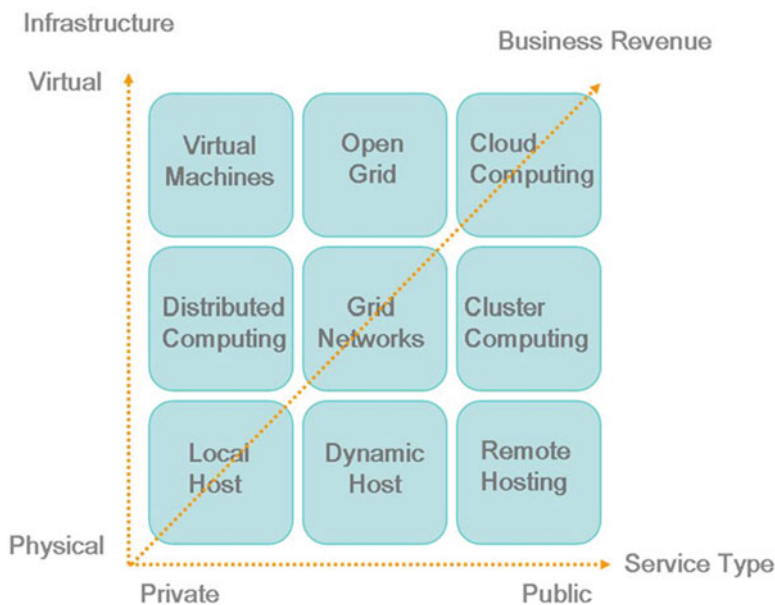 Infrastructure
Business Revenue
Virtual
Virtual
Machines
Open
Grid
Cloud
Computing
Distributed
Computing
Grid
Networks
Cluster
Computing
Local
Host
Dynamic
Host
Remote
Hosting
Physical
Service Type
Private
Public